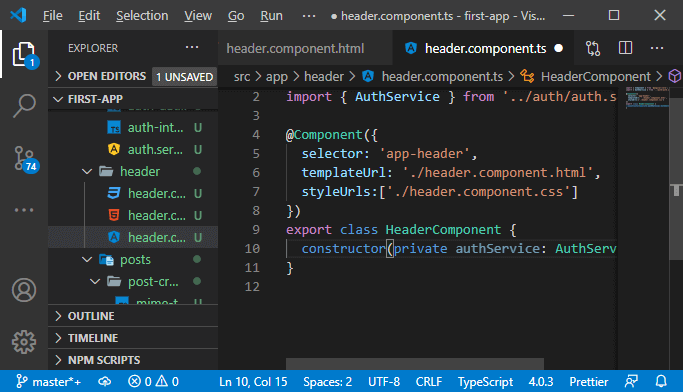 File Edit Selection View Go Run ··· ● header.component.ts - first-app - Vis...
EXPLORER ···
OPEN EDITORS 1 UNSAVED
FIRST-APP
auth-int... U
auth.ser... U
header
header.c... U
header.c... U
header.c... U
posts
post-cr...
mime-t...
OUTLINE
TIMELINE
NPM SCRIPTS
1
74
header.component.html
header.component.ts ●
src > app > header > header.component.ts > HeaderComponent >
2 import { AuthService } from '../auth/auth.s
3
4 @Component({
5 selector: 'app-header',
6 templateUrl: './header.component.html',
7 styleUrls:['./header.component.css']
8 })
9 export class HeaderComponent {
10 constructor(private authService: AuthServ
11 }
12
master*+ 0 0 Ln 10, Col 15 Spaces: 2 UTF-8 CRLF TypeScript 4.0.3 Prettier